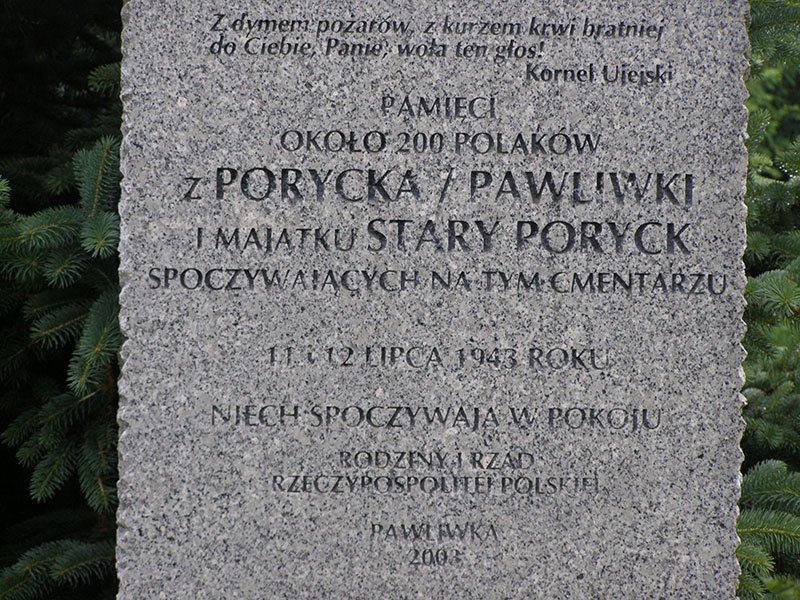 Z dymem pożarów, z kurzem krwi bratniej
do Ciebie, Panie, woła ten głos!
Kornel Ujejski
PAMIĘCI
OKOŁO 200 POLAKÓW
z PORYCKA / PAWLIWKI
I MAJĄTKU STARY PORYCK
SPOCZYWAJĄCYCH NA TYM CMENTARZU
11 i 12 LIPCA 1943 ROKU
NIECH SPOCZYWAJĄ W POKOJU
RODZINY I RZĄD
RZECZYPOSPOLITEJ POLSKIEJ
PAWLIWKA
2003